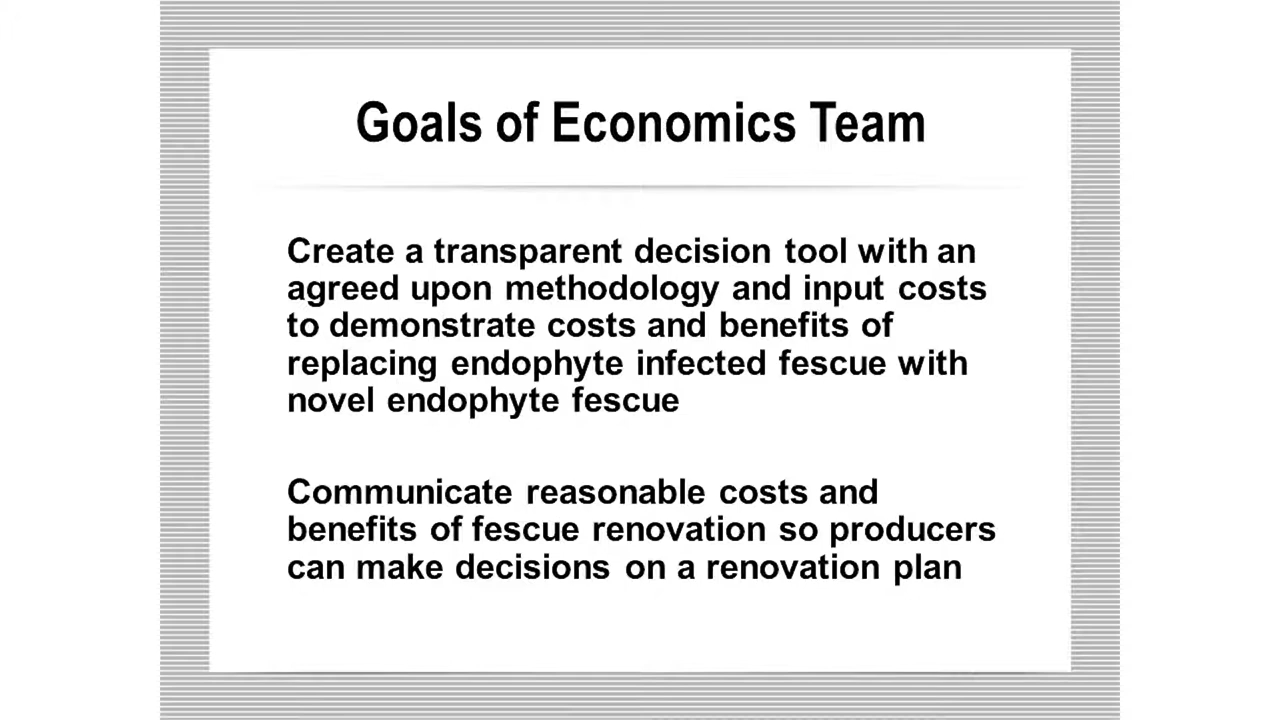 Goals of Economics Team
Create a transparent decision tool with an
agreed upon methodology and input costs
to demonstrate costs and benefits of
replacing endophyte infected fescue with
novel endophyte fescue
Communicate reasonable costs and
benefits of fescue renovation so producers
can make decisions on a renovation plan